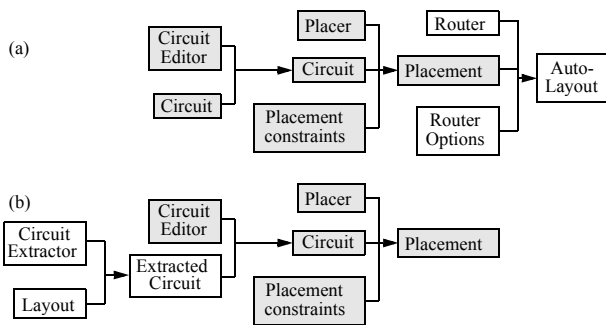 (a)
Circuit
Editor
Circuit
Placer
Circuit
Placement
constraints
Placement
Router
Router
Options
Auto-
Layout
(b)
Circuit
Extractor
Layout
Circuit
Editor
Extracted
Circuit
Placer
Circuit
Placement
constraints
Placement